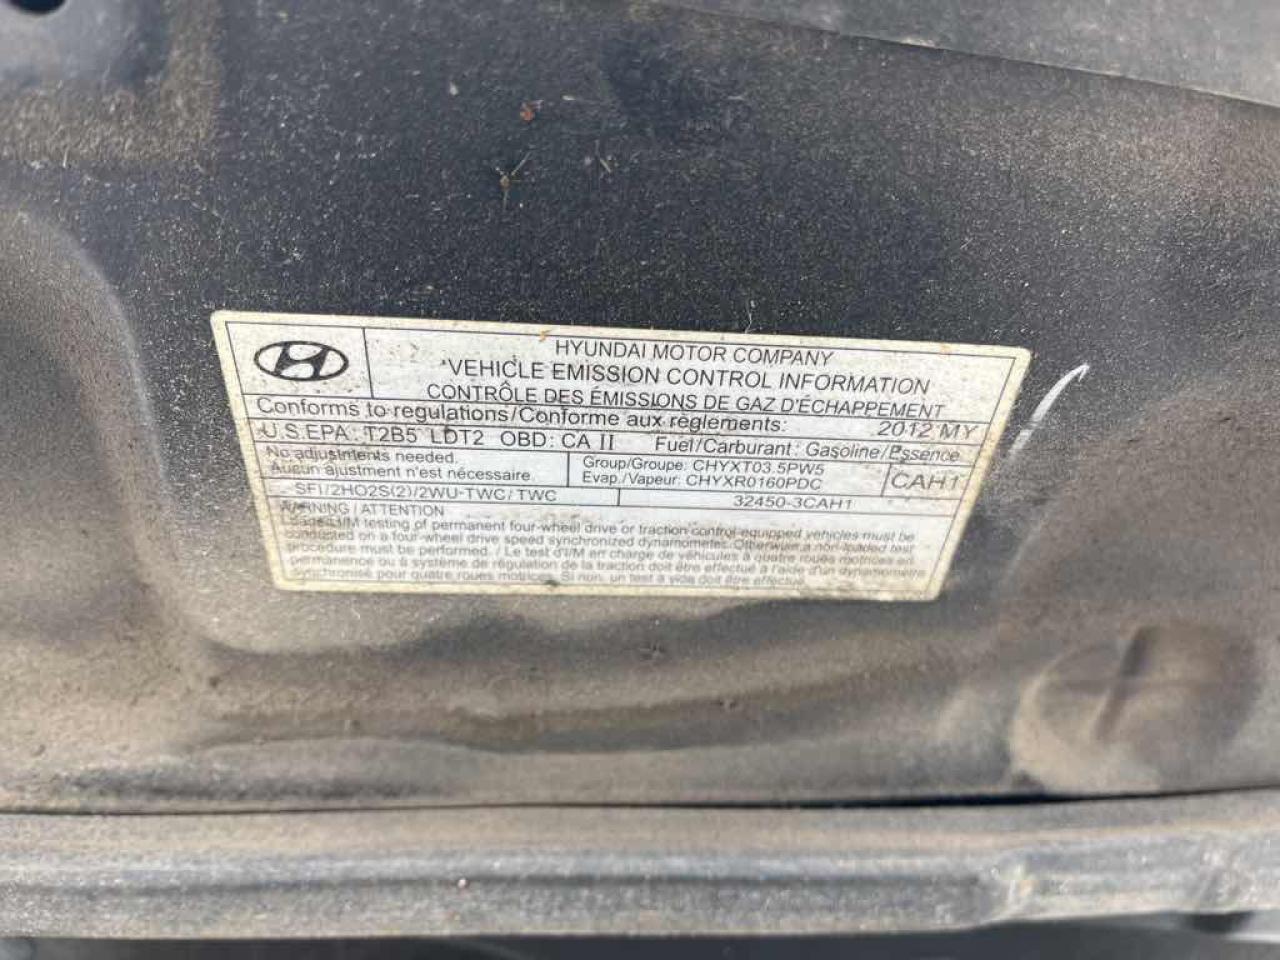 HYUNDAI MOTOR COMPANY
VEHICLE EMISSION CONTROL INFORMATION
CONTRÔLE DES ÉMISSIONS DE GAZ D'ÉCHAPPEMENT
Conforms to regulations/Conforme aux règlements: 2012 MY
U.S.EPA: T2B5 LDT2 OBD: CA II Fuel/Carburant: Gasoline/Essence
No adjustments needed.
Aucun ajustment n'est nécessaire.
Group/Groupe: CHYXT03.5PW5
Evap./Vapeur: CHYXR0160PDC
CAH1
SFI/2HO2S(2)/2WU-TWC/TWC
32450-3CAH1
WARNING / ATTENTION
I/M testing of permanent four-wheel drive or traction control-equipped vehicles must be
conducted on a four-wheel drive speed synchronized dynamometer. Otherwise a non-loaded test
procedure must be performed. / Le test d'I/M en charge de véhicules à quatre roues motrices en
permanence ou à système de régulation de la traction doit être effectué à l'aide d'un dynamomètre
synchronisé pour quatre roues motrices. Si non, un test à vide doit être effectué.